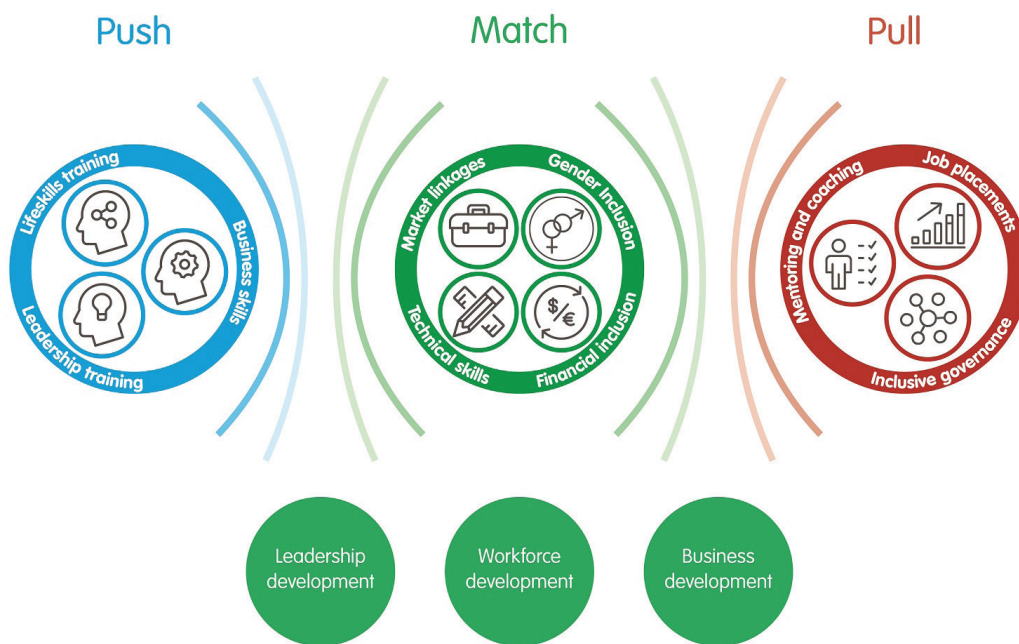 Push
Match
Pull
Lifeskills training
Business skills
Leadership training
Market linkages
Gender Inclusion
Technical skills
Financial inclusion
$/€
Mentoring and coaching
Job placements
Inclusive governance
Leadership
development
Workforce
development
Business
development